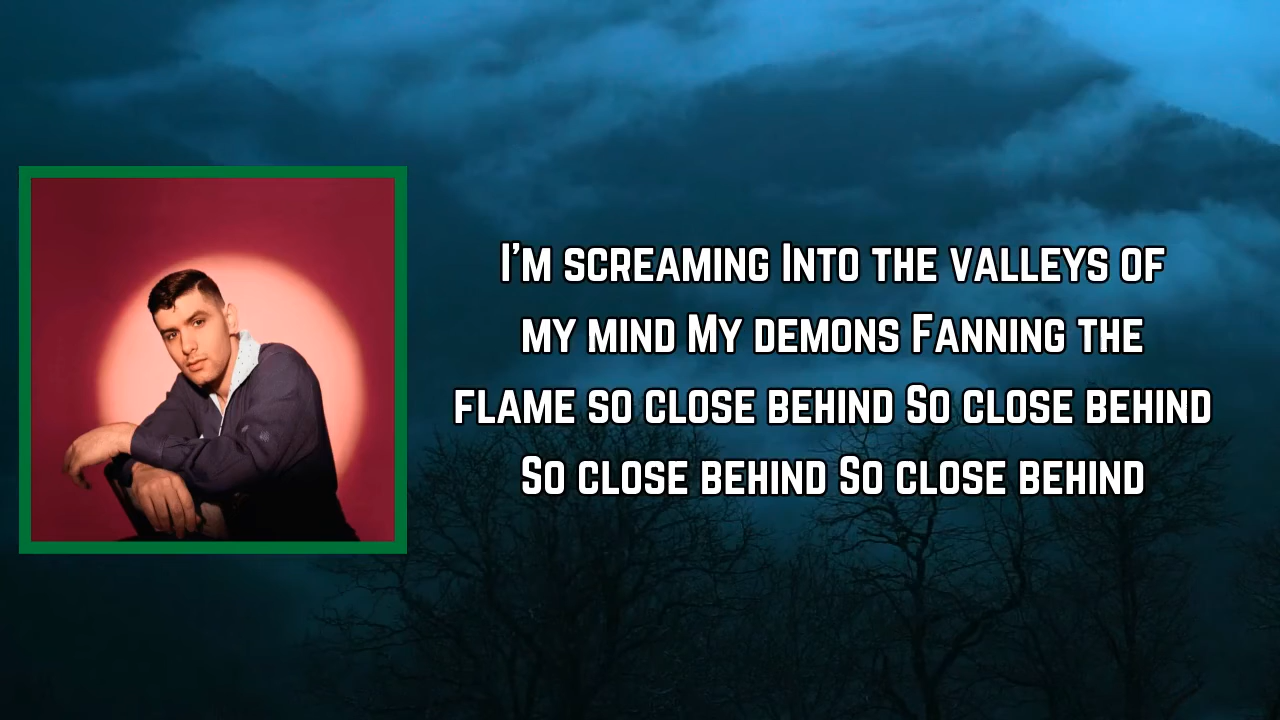 I'm screaming Into the valleys of
my mind My demons Fanning the
flame so close behind So close behind
So close behind So close behind